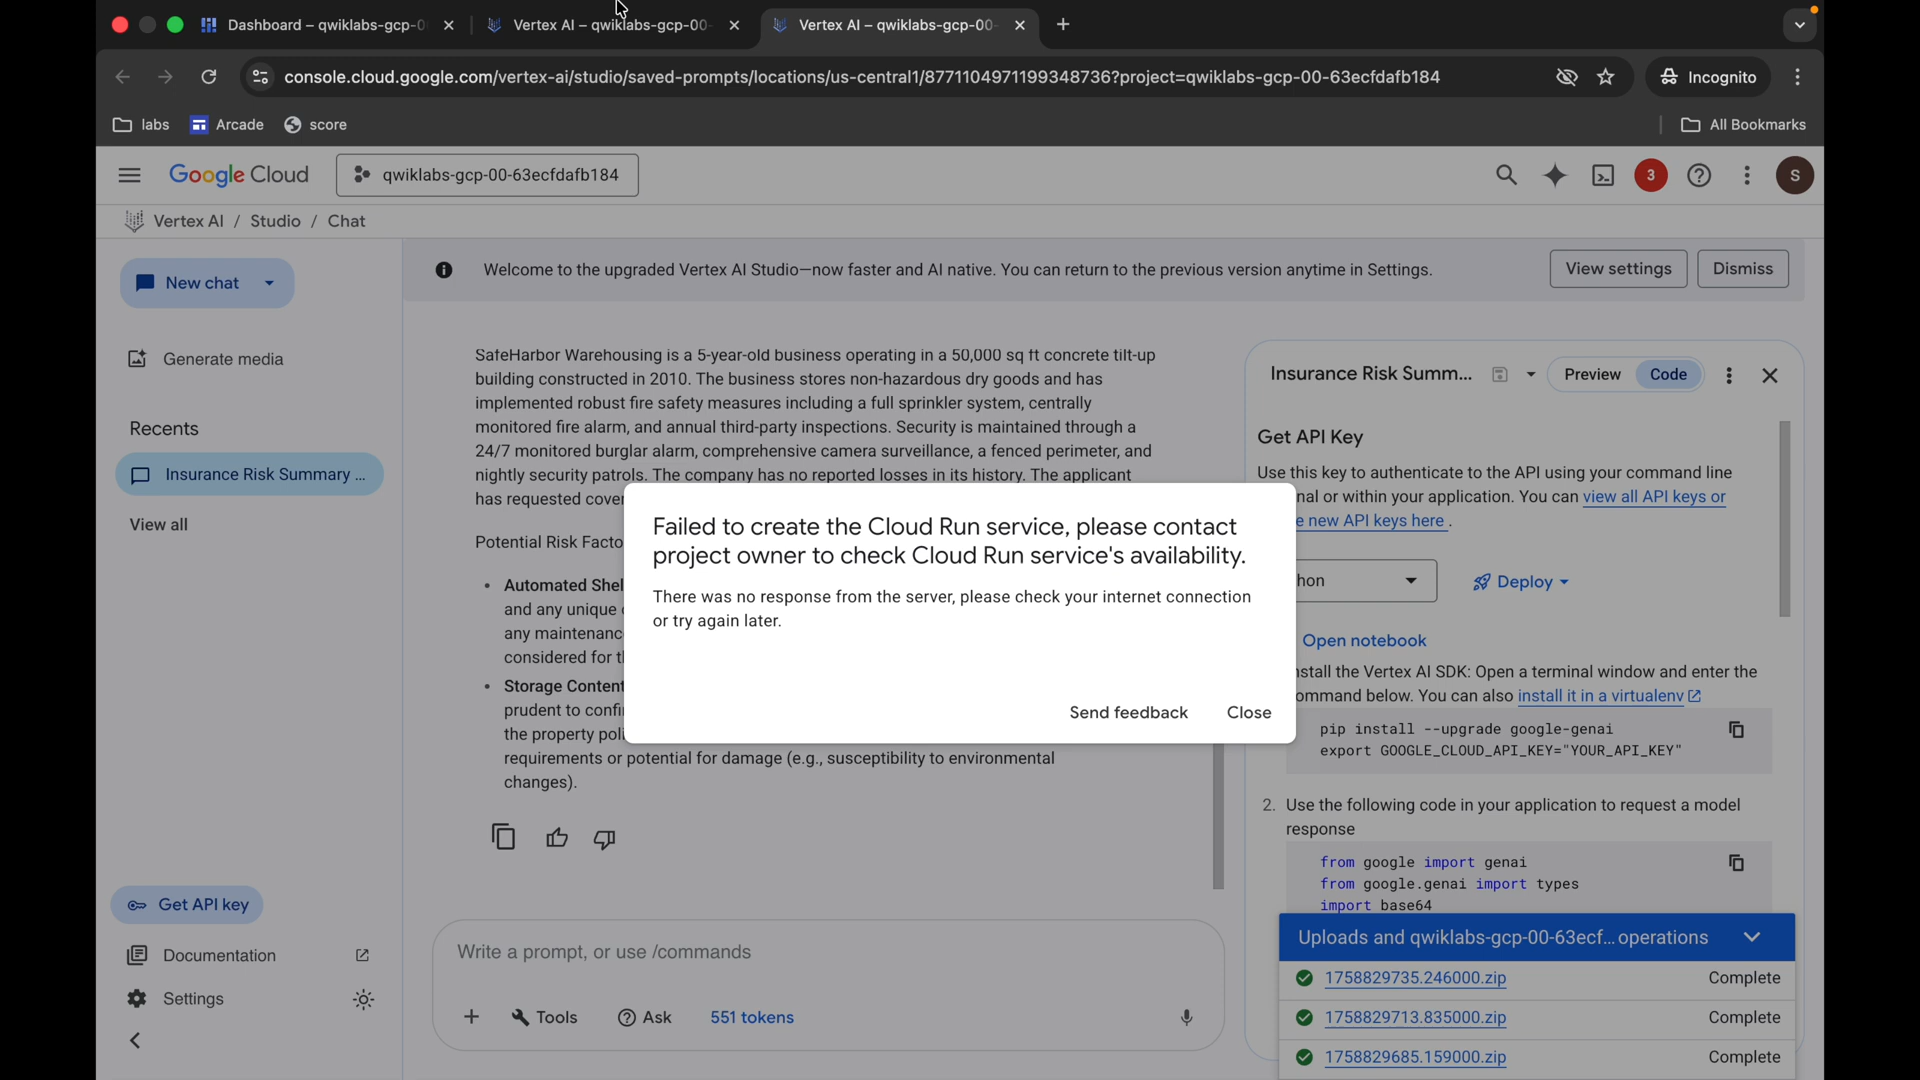 Dashboard – qwiklabs-gcp-0
Vertex AI – qwiklabs-gcp-00-
Vertex AI – qwiklabs-gcp-00-
console.cloud.google.com/vertex-ai/studio/saved-prompts/locations/us-central1/8771104971199348736?project=qwiklabs-gcp-00-63ecfdafb184
Incognito
labs
Arcade
score
All Bookmarks
Google Cloud
qwiklabs-gcp-00-63ecfdafb184
3
S
Vertex AI / Studio / Chat
New chat
Generate media
Recents
Insurance Risk Summary ...
View all
Get API key
Documentation
Settings
Welcome to the upgraded Vertex AI Studio—now faster and AI native. You can return to the previous version anytime in Settings.
View settings
Dismiss
SafeHarbor Warehousing is a 5-year-old business operating in a 50,000 sq ft concrete tilt-up
building constructed in 2010. The business stores non-hazardous dry goods and has
implemented robust fire safety measures including a full sprinkler system, centrally
monitored fire alarm, and annual third-party inspections. Security is maintained through a
24/7 monitored burglar alarm, comprehensive camera surveillance, a fenced perimeter, and
nightly security patrols. The company has no reported losses in its history. The applicant
has requested cover
Potential Risk Facto
• Automated Shel
and any unique
any maintenanc
considered for t
• Storage Content
prudent to confi
the property poli
requirements or potential for damage (e.g., susceptibility to environmental
changes).
Write a prompt, or use /commands
Tools
Ask
551 tokens
Failed to create the Cloud Run service, please contact
project owner to check Cloud Run service's availability.
There was no response from the server, please check your internet connection
or try again later.
Send feedback
Close
Insurance Risk Summ...
Preview
Code
Get API Key
Use this key to authenticate to the API using your command line
nal or within your application. You can view all API keys or
e new API keys here .
hon
Deploy
Open notebook
nstall the Vertex AI SDK: Open a terminal window and enter the
ommand below. You can also install it in a virtualenv
pip install --upgrade google-genai
export GOOGLE_CLOUD_API_KEY="YOUR_API_KEY"
2. Use the following code in your application to request a model
response
from google import genai
from google.genai import types
import base64
Uploads and qwiklabs-gcp-00-63ecf... operations
1758829735.246000.zip Complete
1758829713.835000.zip Complete
1758829685.159000.zip Complete